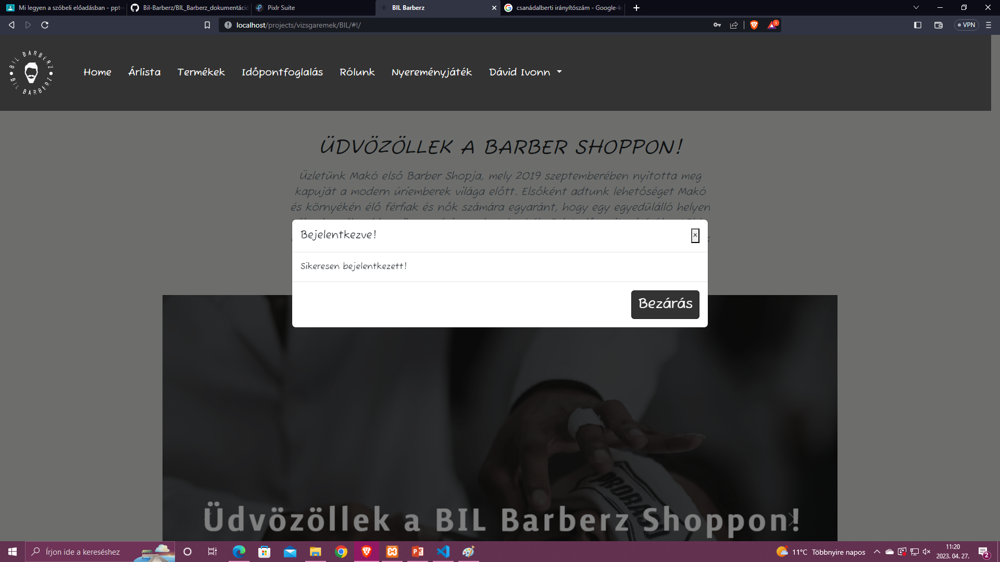 Mi legyen a szóbeli előadásban - ppt-
Bil-Barberz/BIL_Barberz_dokumentáció
Pixlr Suite
BIL Barberz
csanádalberti irányítószám - Google-k
localhost/projects/vizsgaremek/BIL/#!/
1
VPN
BIL BARBERZ
BIL BARBERZ
Home
Árlista
Termékek
Időpontfoglalás
Rólunk
Nyereményjáték
Dávid Ivonn
ÜDVÖZÖLLEK A BARBER SHOPPON!
Üzletünk Makó első Barber Shopja, mely 2019 szeptemberében nyitotta meg
kapuját a modern úriemberek világa előtt. Elsőként adtunk lehetőséget Makó
és környékén élő férfiak és nők számára egyaránt, hogy egy egyedülálló helyen
Bejelentkezve!
×
Sikeresen bejelentkezett!
Bezárás
PRORASO
Üdvözöllek a BIL Barberz Shoppon!
Írjon ide a kereséshez
11°C Többnyire napos
11:20
2023. 04. 27.
2